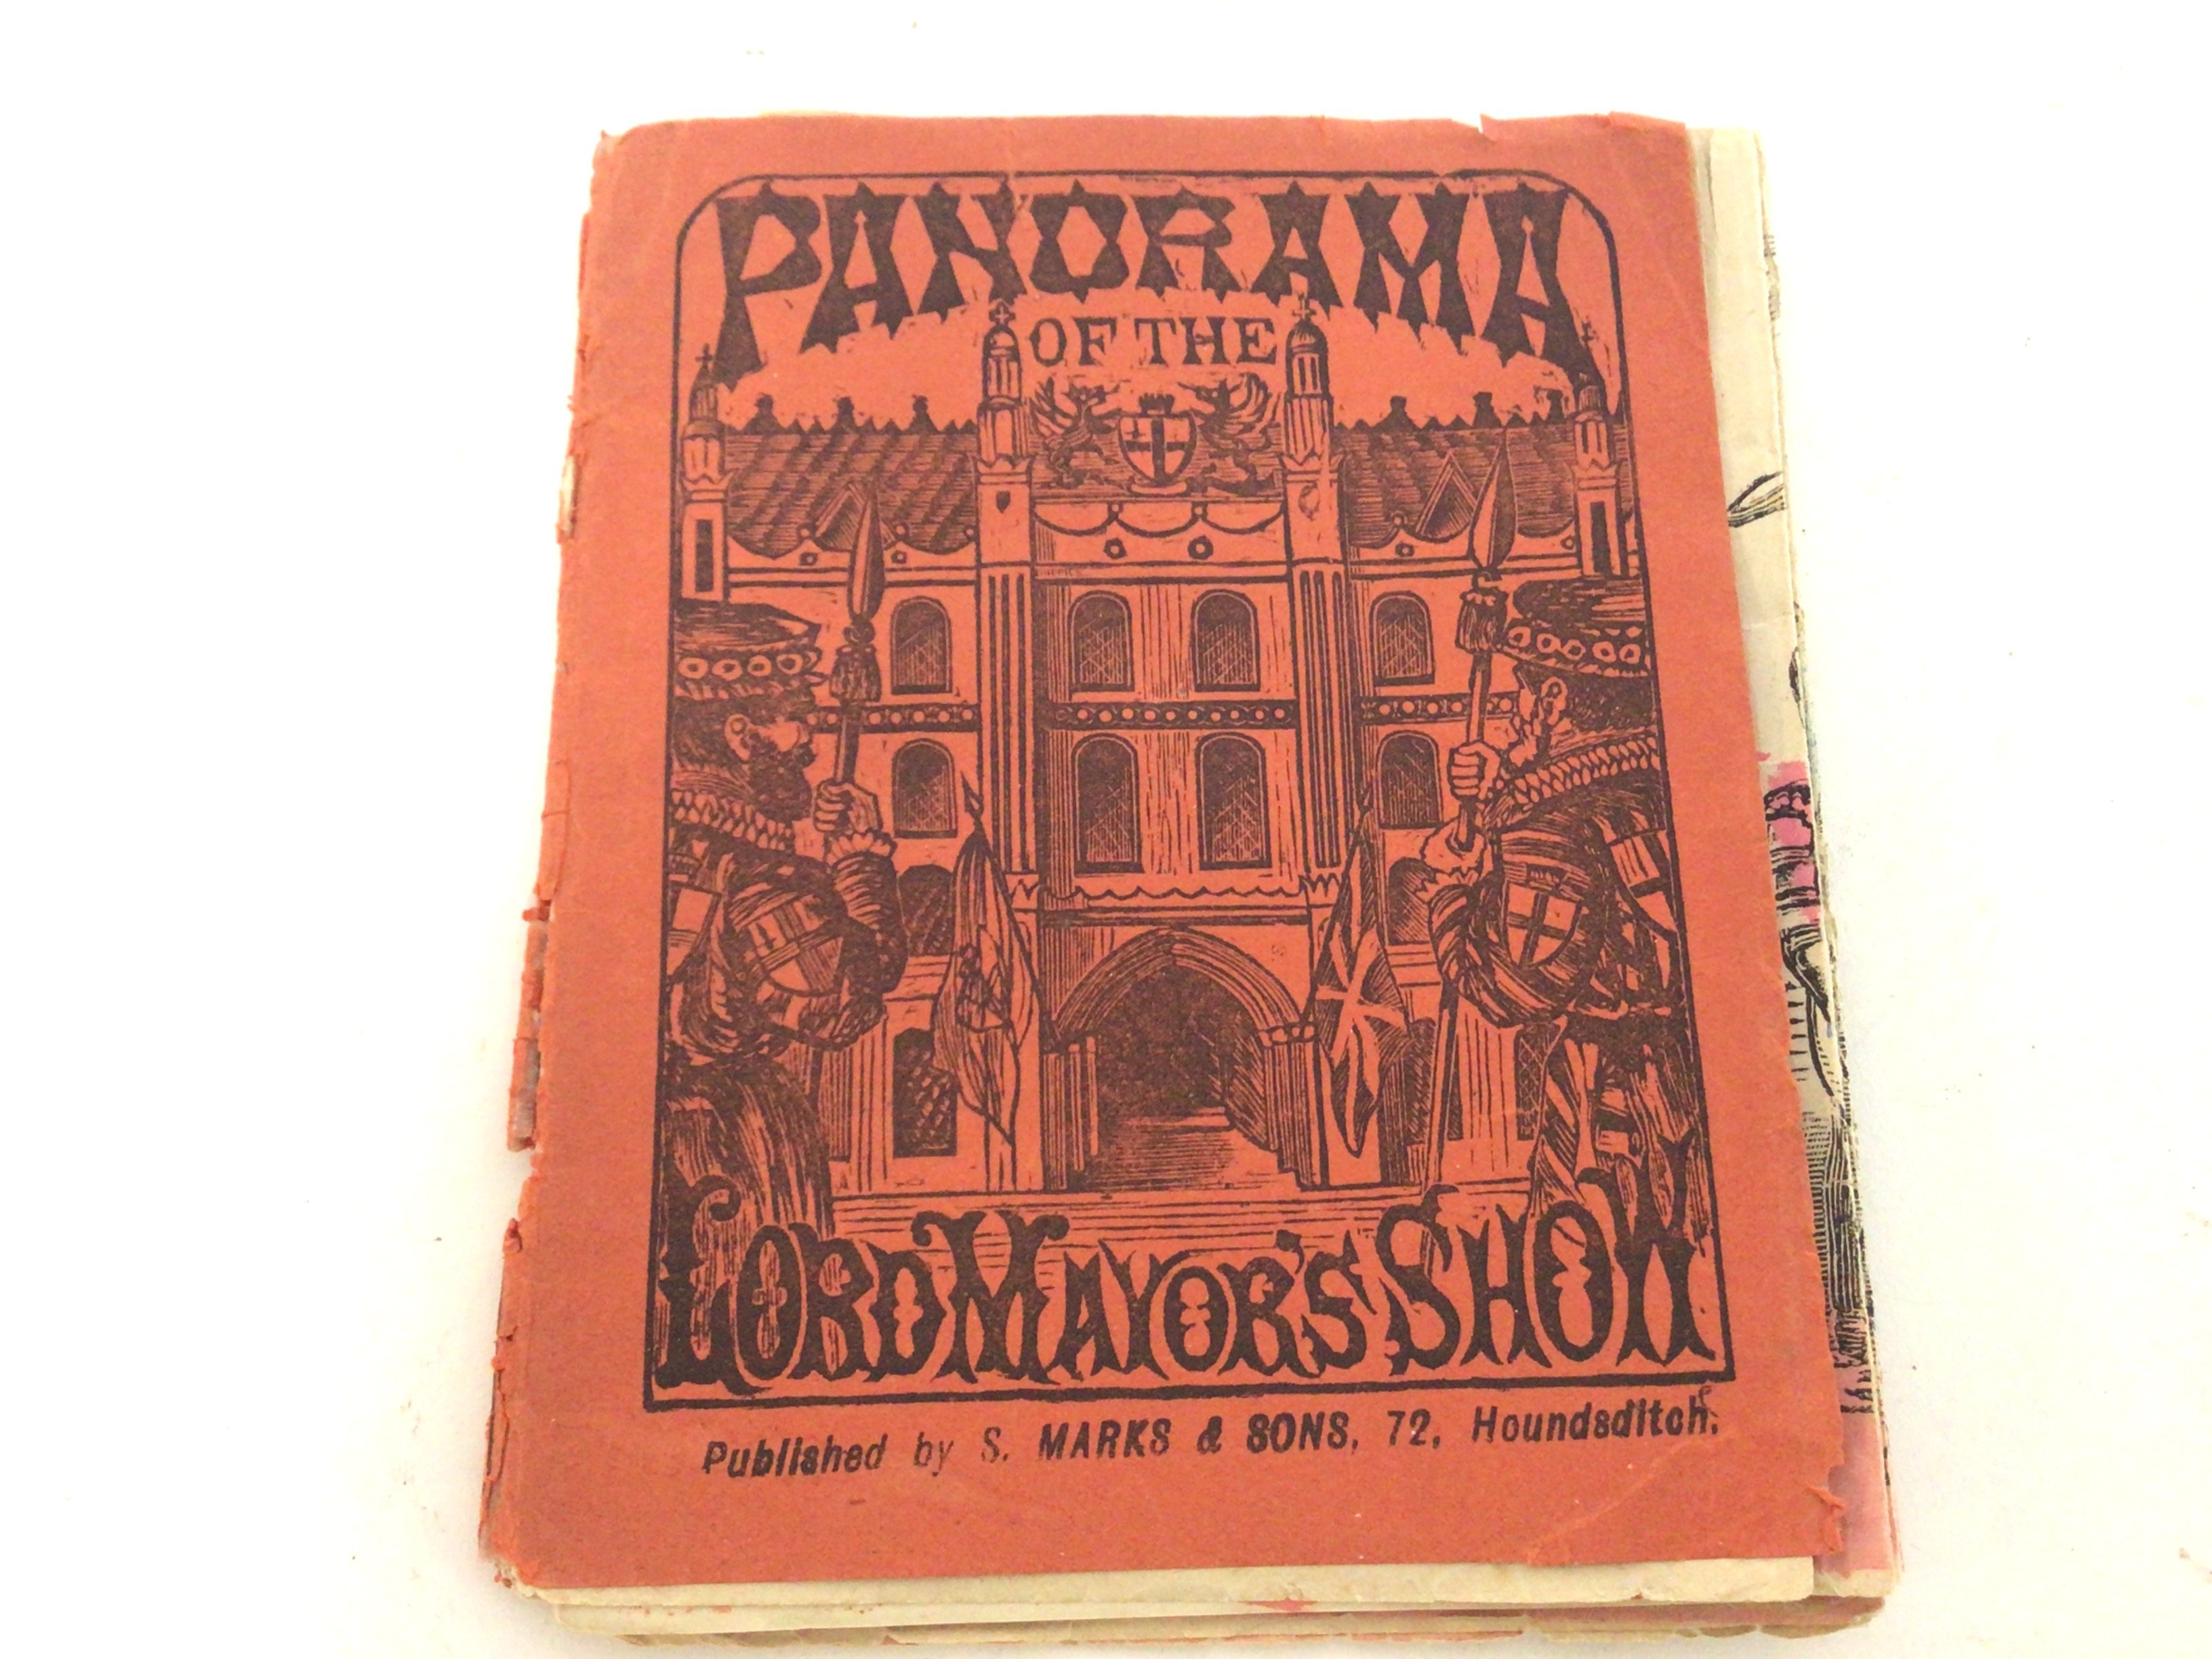 PANORAMA
OF THE
LORD MAYOR'S SHOW
Published by S. MARKS & SONS, 72, Houndsditch.